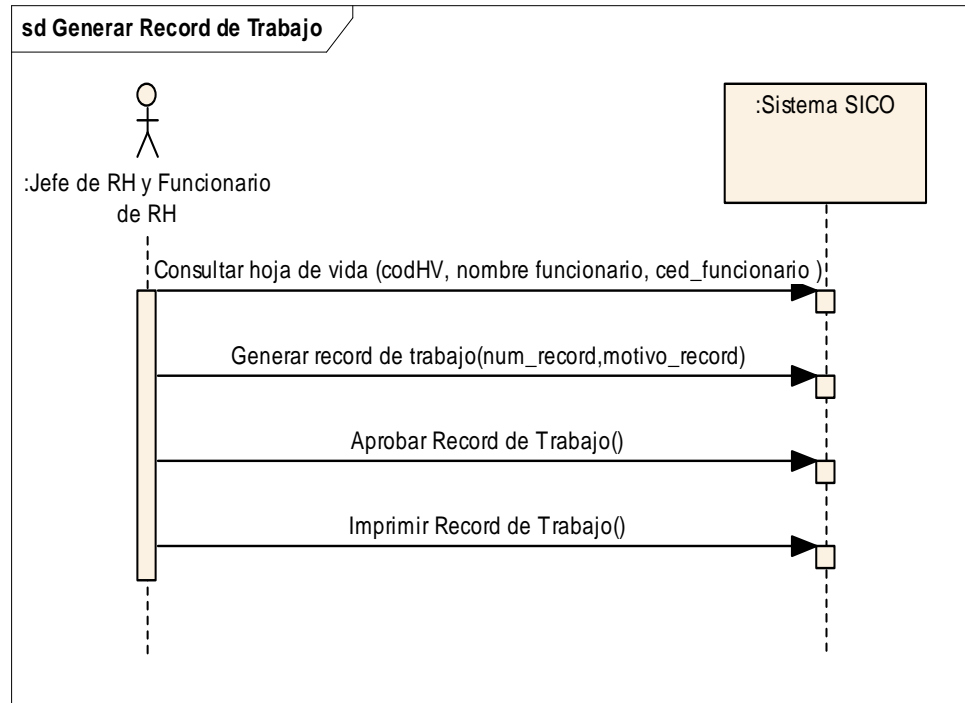 sd Generar Record de Trabajo
:Jefe de RH y Funcionario
de RH
:Sistema SICO
Consultar hoja de vida (codHV, nombre funcionario, ced_funcionario )
Generar record de trabajo(num_record,motivo_record)
Aprobar Record de Trabajo()
Imprimir Record de Trabajo()